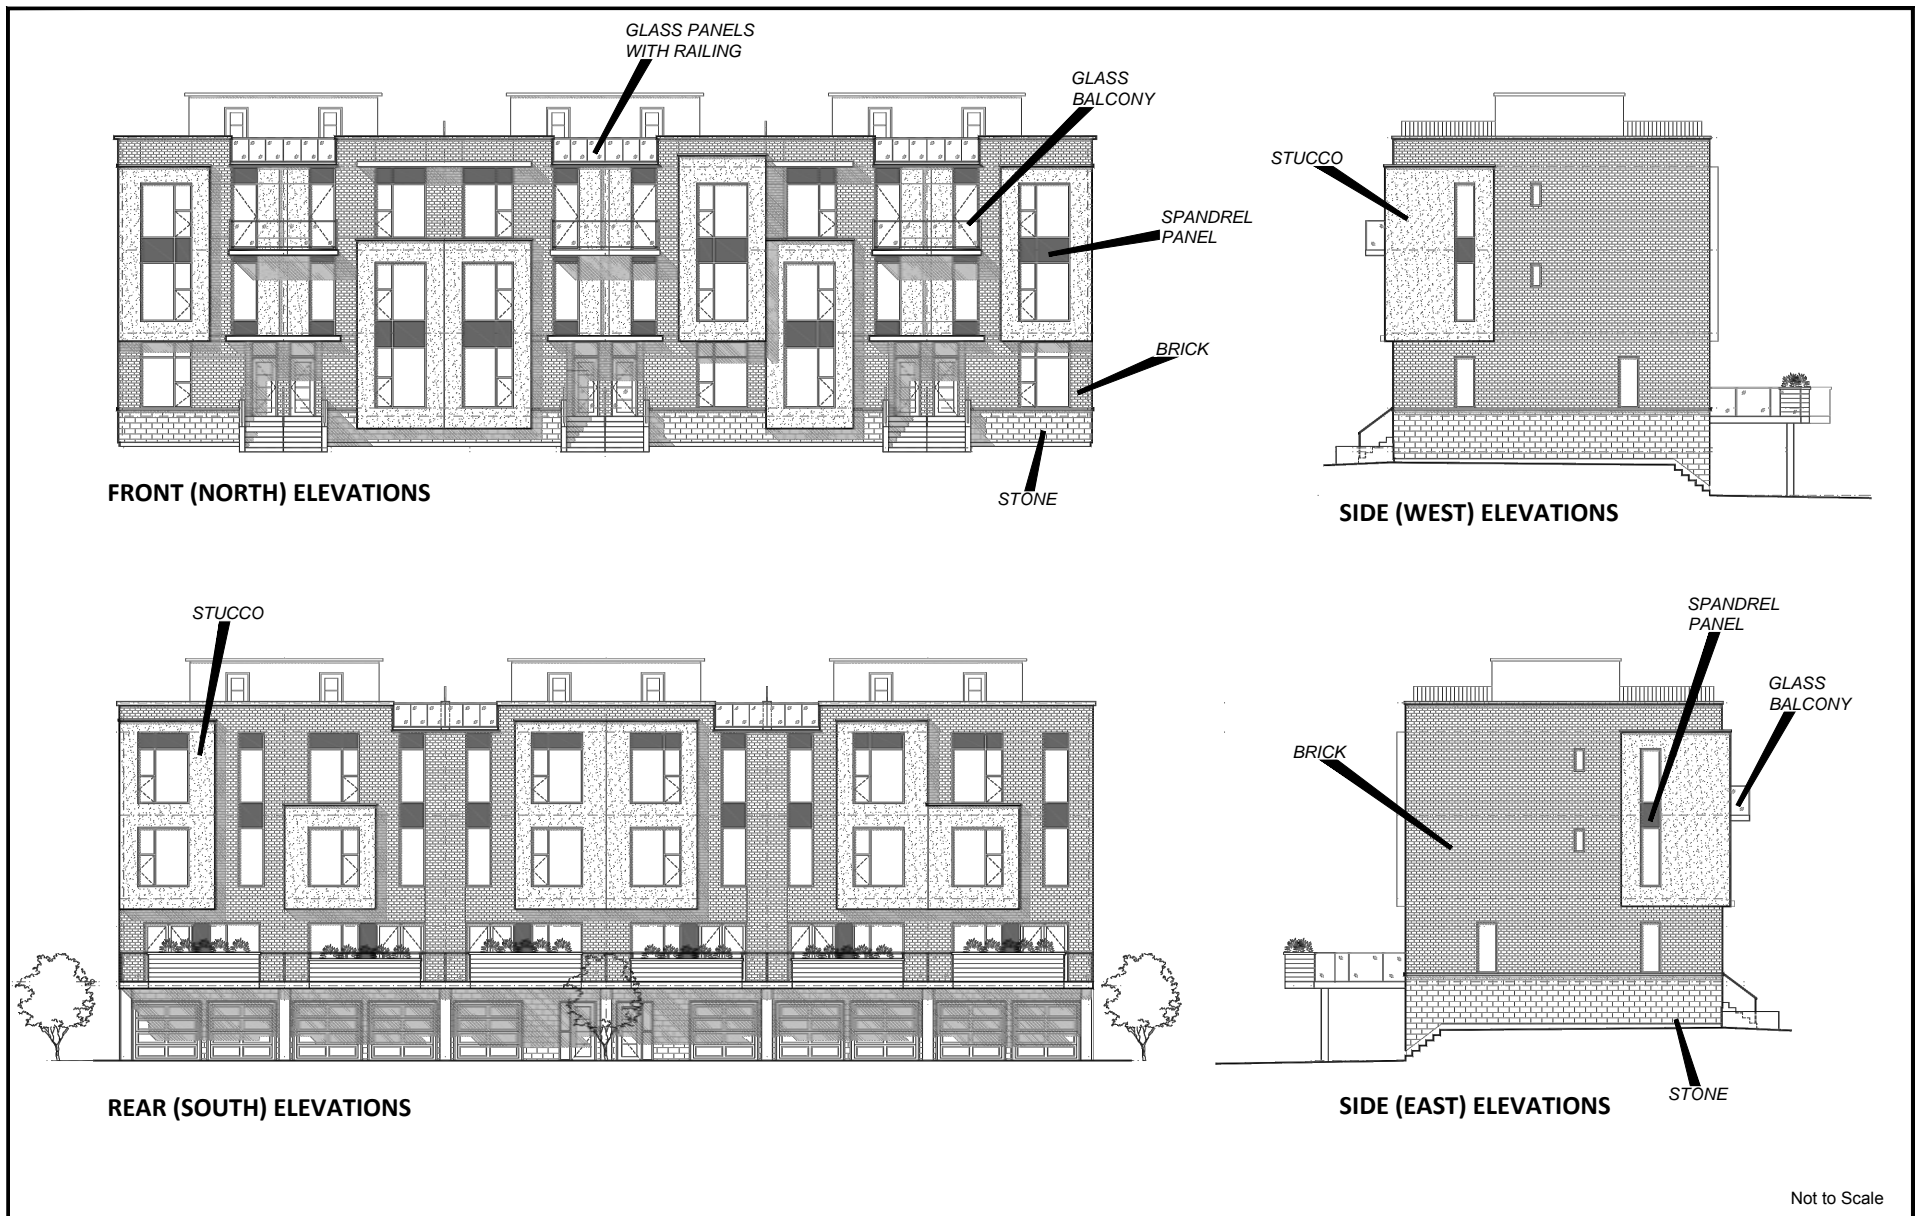 GLASS PANELS
WITH RAILING
GLASS
BALCONY
STUCCO
SPANDREL
PANEL
BRICK
STONE
FRONT (NORTH) ELEVATIONS
SIDE (WEST) ELEVATIONS
STUCCO
SPANDREL
PANEL
GLASS
BALCONY
BRICK
STONE
REAR (SOUTH) ELEVATIONS
SIDE (EAST) ELEVATIONS
Not to Scale